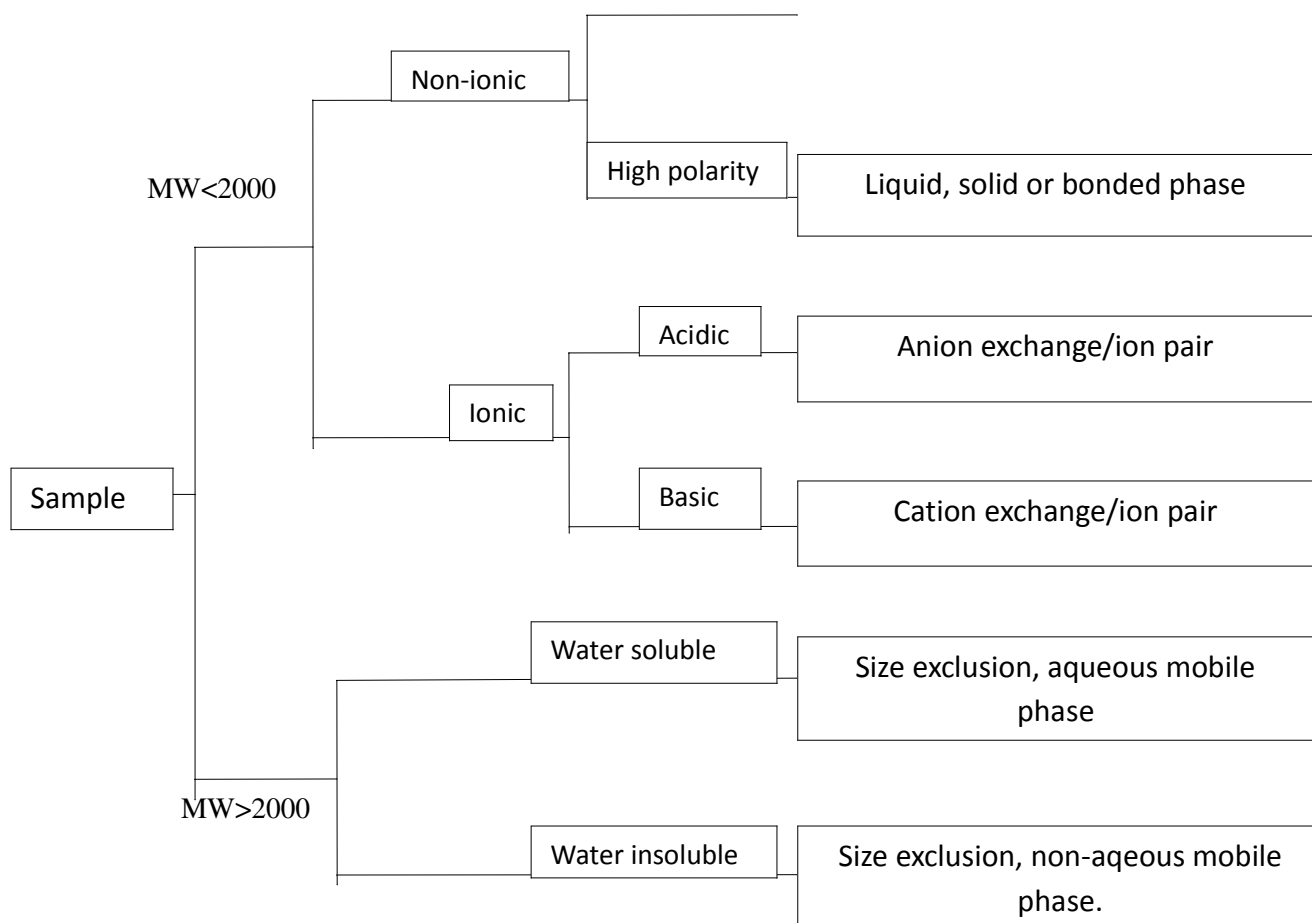 Non-ionic
High polarity
MW<2000
Liquid, solid or bonded phase
Acidic
Anion exchange/ion pair
Ionic
Sample
Basic
Cation exchange/ion pair
Water soluble
Size exclusion, aqueous mobile
phase
MW>2000
Water insoluble
Size exclusion, non-aqeous mobile
phase.